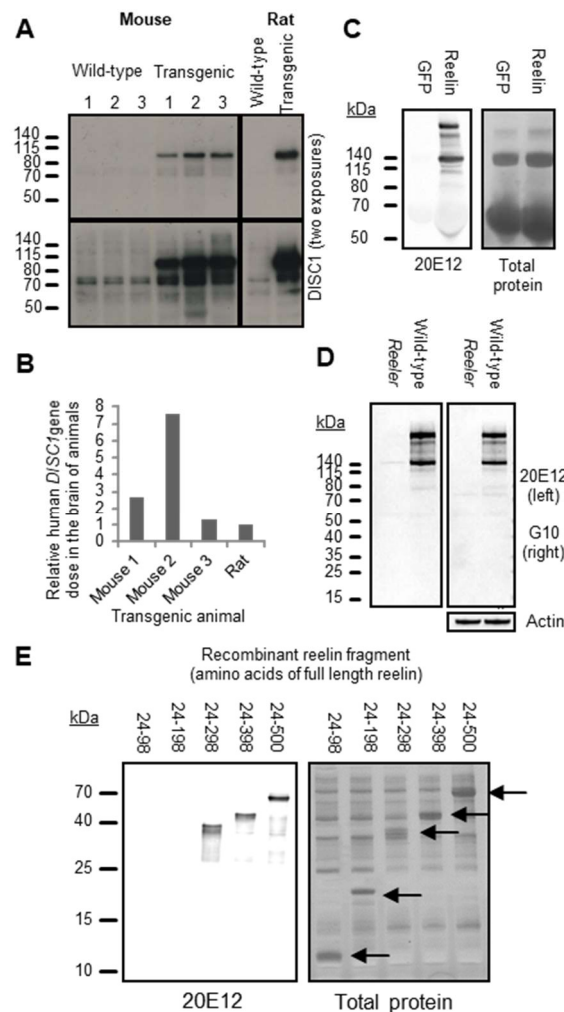 A
Mouse
Rat
Wild-type
Transgenic
1 2 3 1 2 3
Wild-type
Transgenic
140
115
80
70
50
140
115
80
70
50
DISC1 (two exposures)
B
Relative human DISC1gene
dose in the brain of animals
8
7
6
5
4
3
2
1
0
Mouse 1
Mouse 2
Mouse 3
Rat
Transgenic animal
C
GFP
Reelin
GFP
Reelin
kDa
140
115
80
70
50
20E12
Total
protein
D
Reeler
Wild-type
Reeler
Wild-type
kDa
140
115
80
70
50
40
35
25
15
20E12
(left)
G10
(right)
Actin
E
Recombinant reelin fragment
(amino acids of full length reelin)
kDa
24-98
24-198
24-298
24-398
24-500
24-98
24-198
24-298
24-398
24-500
70
40
25
15
10
20E12
Total protein